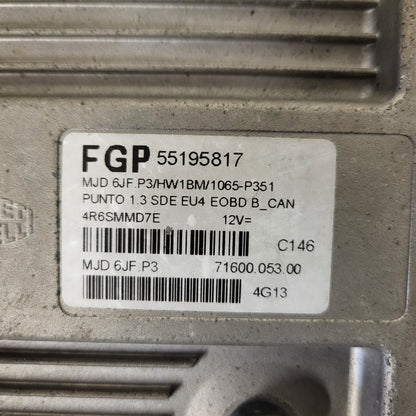 FGP 55195817
MJD 6JF.P3/HW1BM/1065-P351
PUNTO 1.3 SDE EU4 EOBD B_CAN
4R6SMMD7E 12V=
C146
MJD 6JF.P3 71600.053.00
4G13